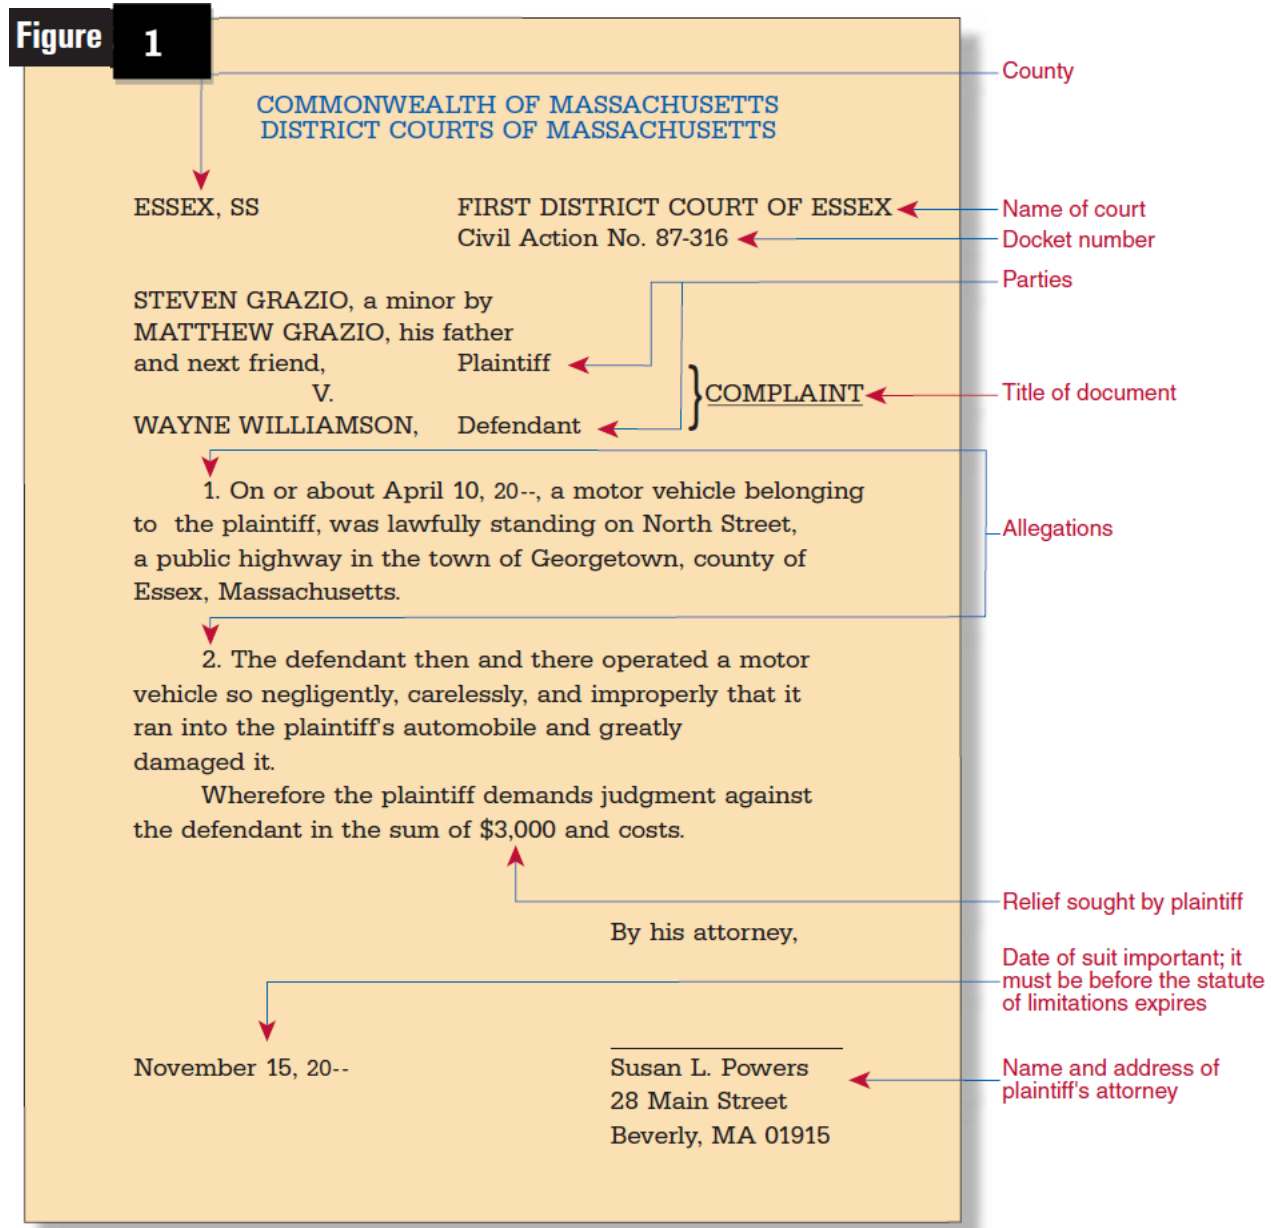 Figure 1
County
COMMONWEALTH OF MASSACHUSETTS
DISTRICT COURTS OF MASSACHUSETTS
ESSEX, SS FIRST DISTRICT COURT OF ESSEX Name of court
Civil Action No. 87-316 Docket number
Parties
STEVEN GRAZIO, a minor by
MATTHEW GRAZIO, his father
and next friend, Plaintiff
V. } COMPLAINT Title of document
WAYNE WILLIAMSON, Defendant
1. On or about April 10, 20--, a motor vehicle belonging
to the plaintiff, was lawfully standing on North Street,
Allegations
a public highway in the town of Georgetown, county of
Essex, Massachusetts.
2. The defendant then and there operated a motor
vehicle so negligently, carelessly, and improperly that it
ran into the plaintiff's automobile and greatly
damaged it.
Wherefore the plaintiff demands judgment against
the defendant in the sum of $3,000 and costs.
Relief sought by plaintiff
By his attorney,
Date of suit important; it
must be before the statute
of limitations expires
November 15, 20-- Susan L. Powers
28 Main Street
Beverly, MA 01915
Name and address of
plaintiff's attorney